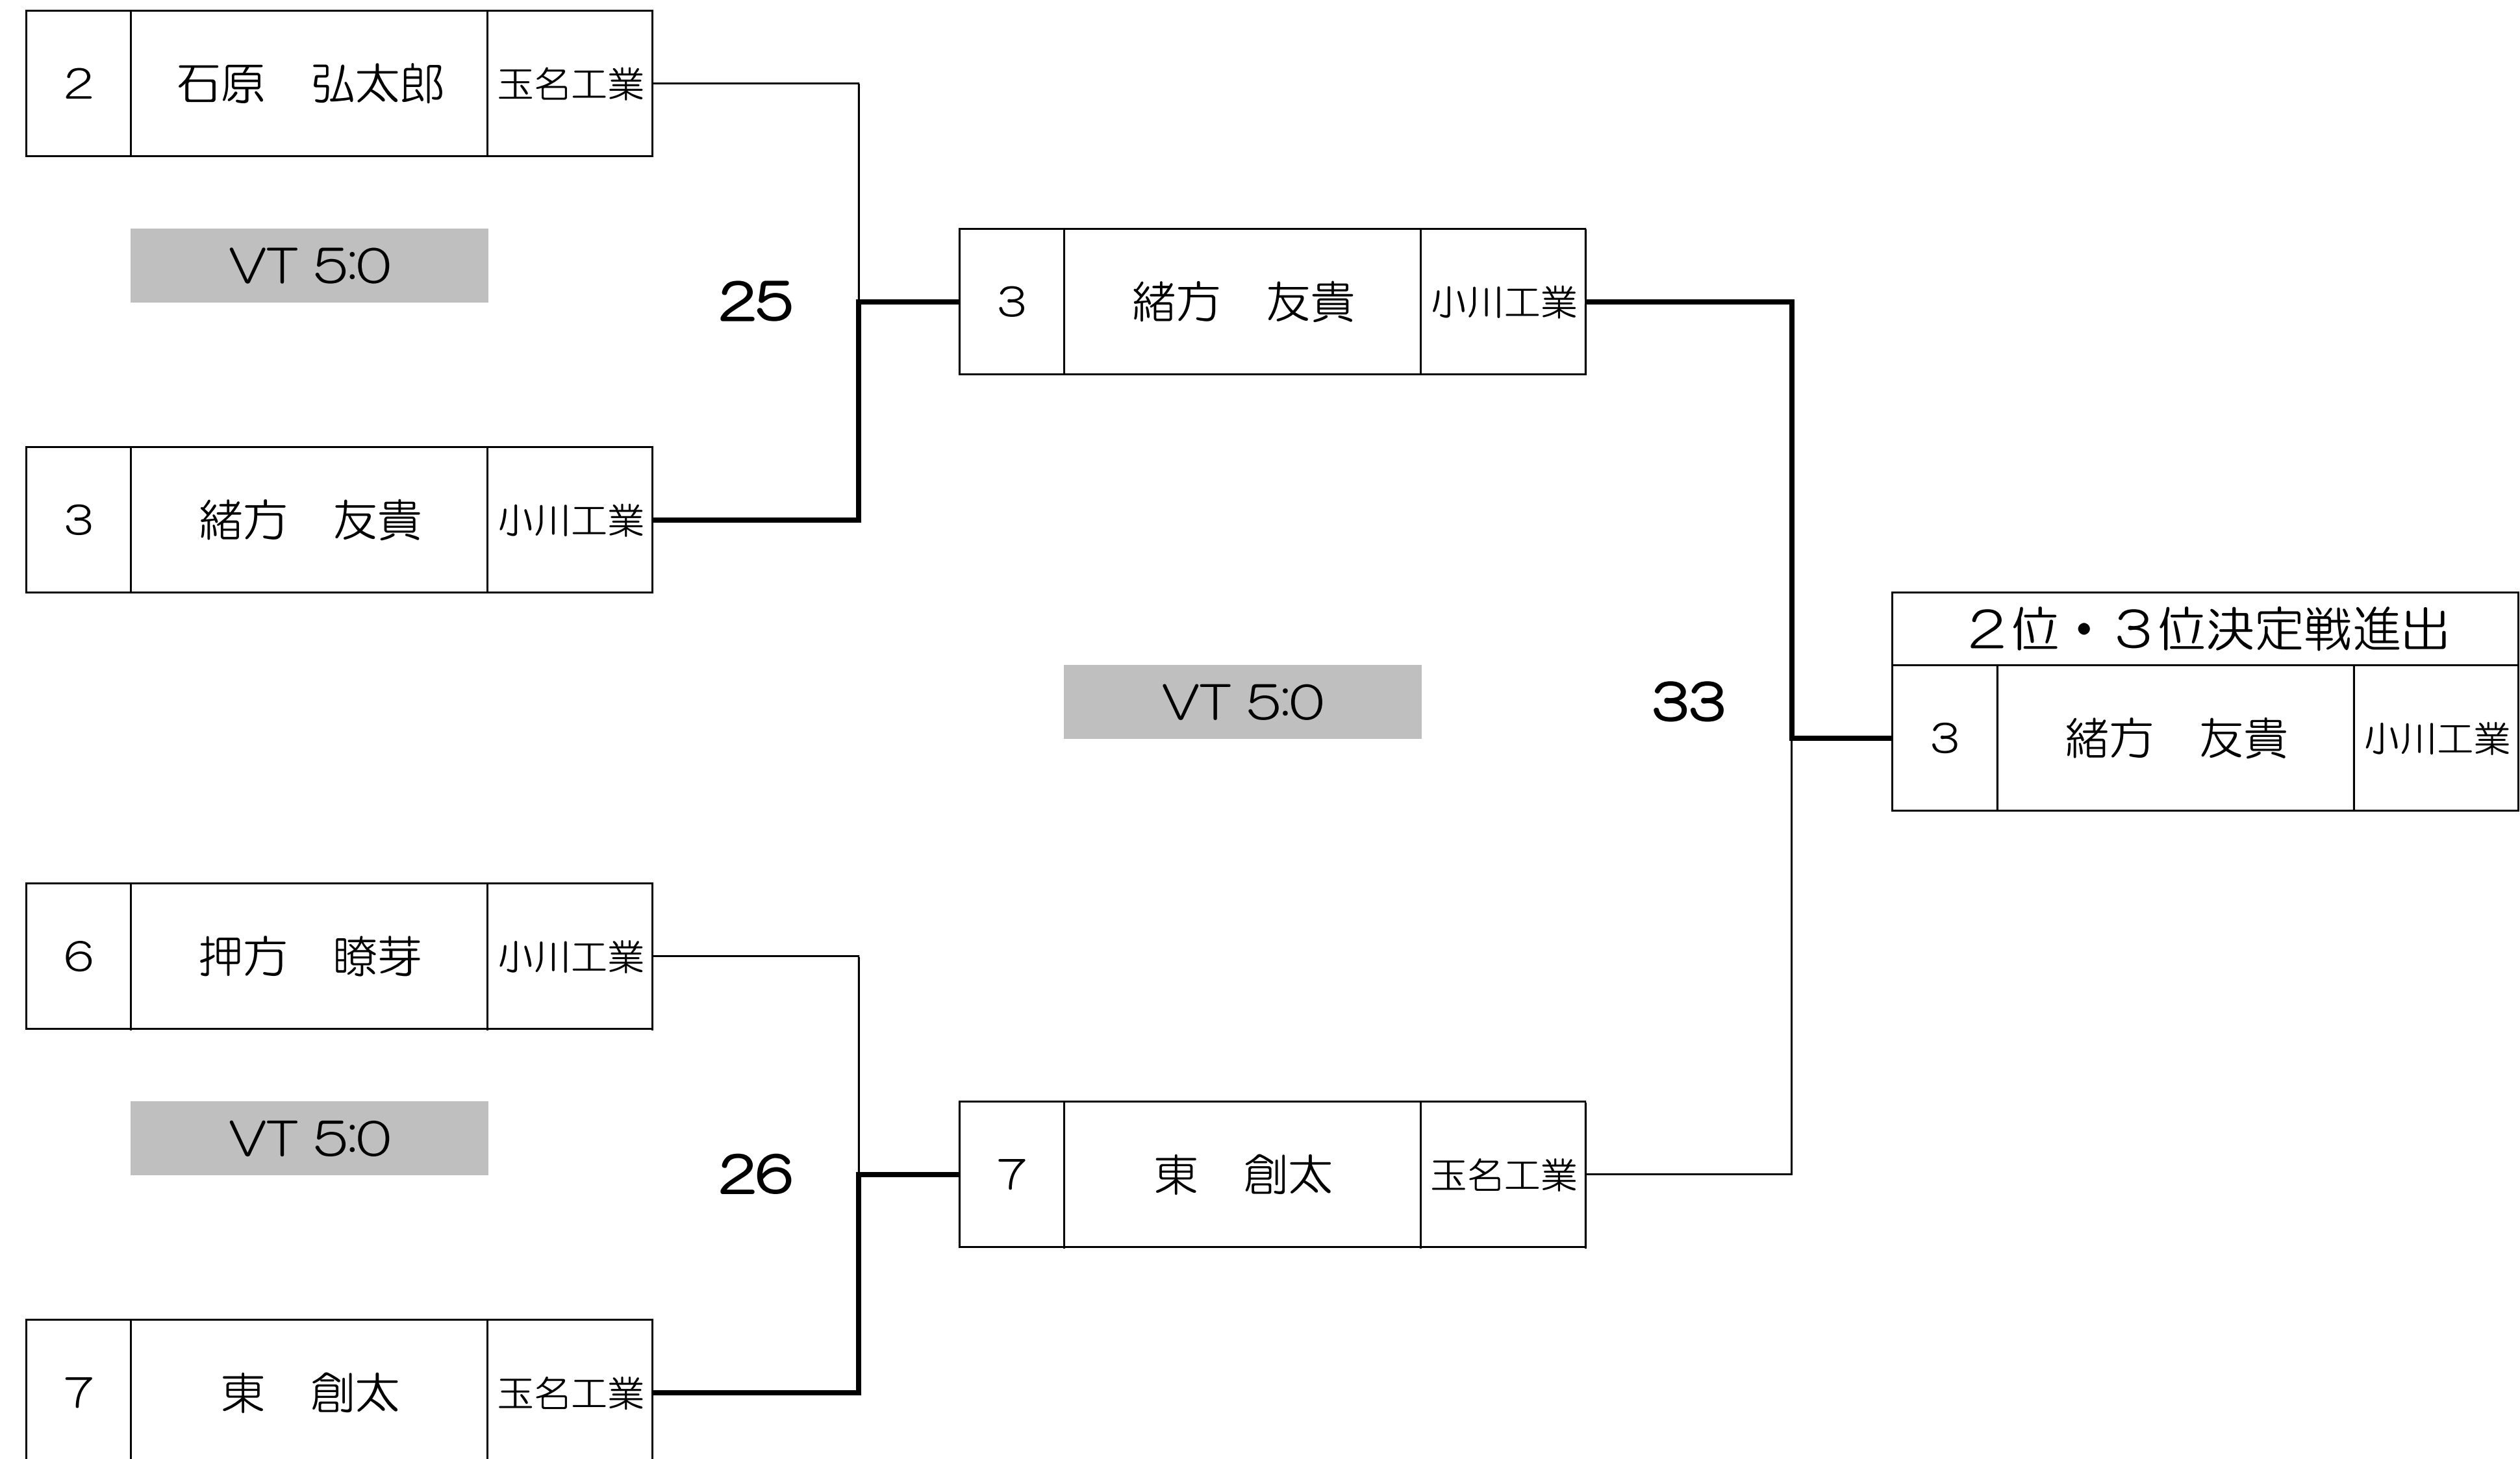 2 石原　弘太郎 玉名工業
VT 5:0
25
3 緒方　友貴 小川工業
3 緒方　友貴 小川工業
２位・３位決定戦進出
VT 5:0
33
3 緒方　友貴 小川工業
6 押方　瞭芽 小川工業
VT 5:0
26
7 東　創太 玉名工業
7 東　創太 玉名工業